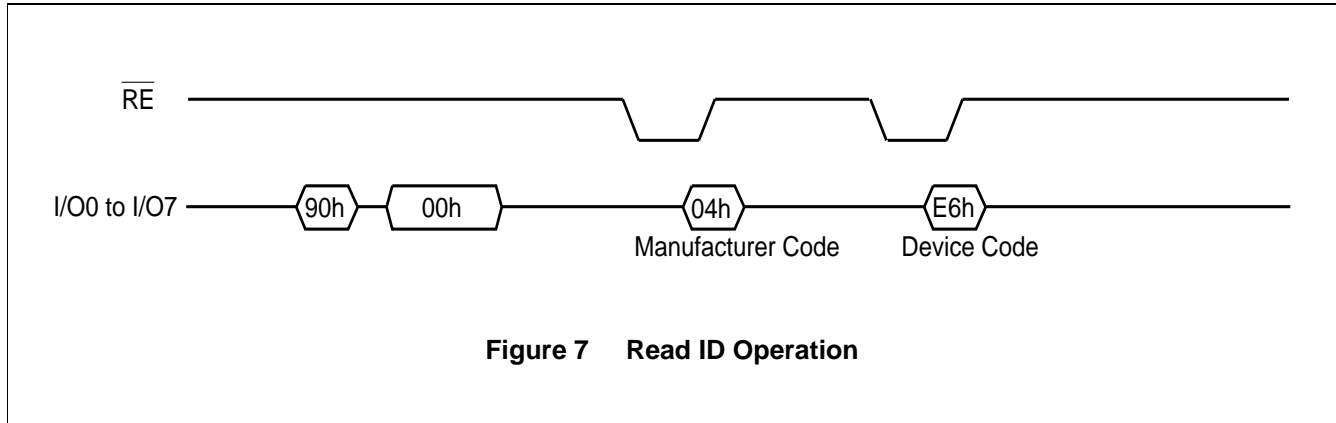 RE
I/O0 to I/O7 90h 00h 04h E6h
Manufacturer Code Device Code
Figure 7 Read ID Operation